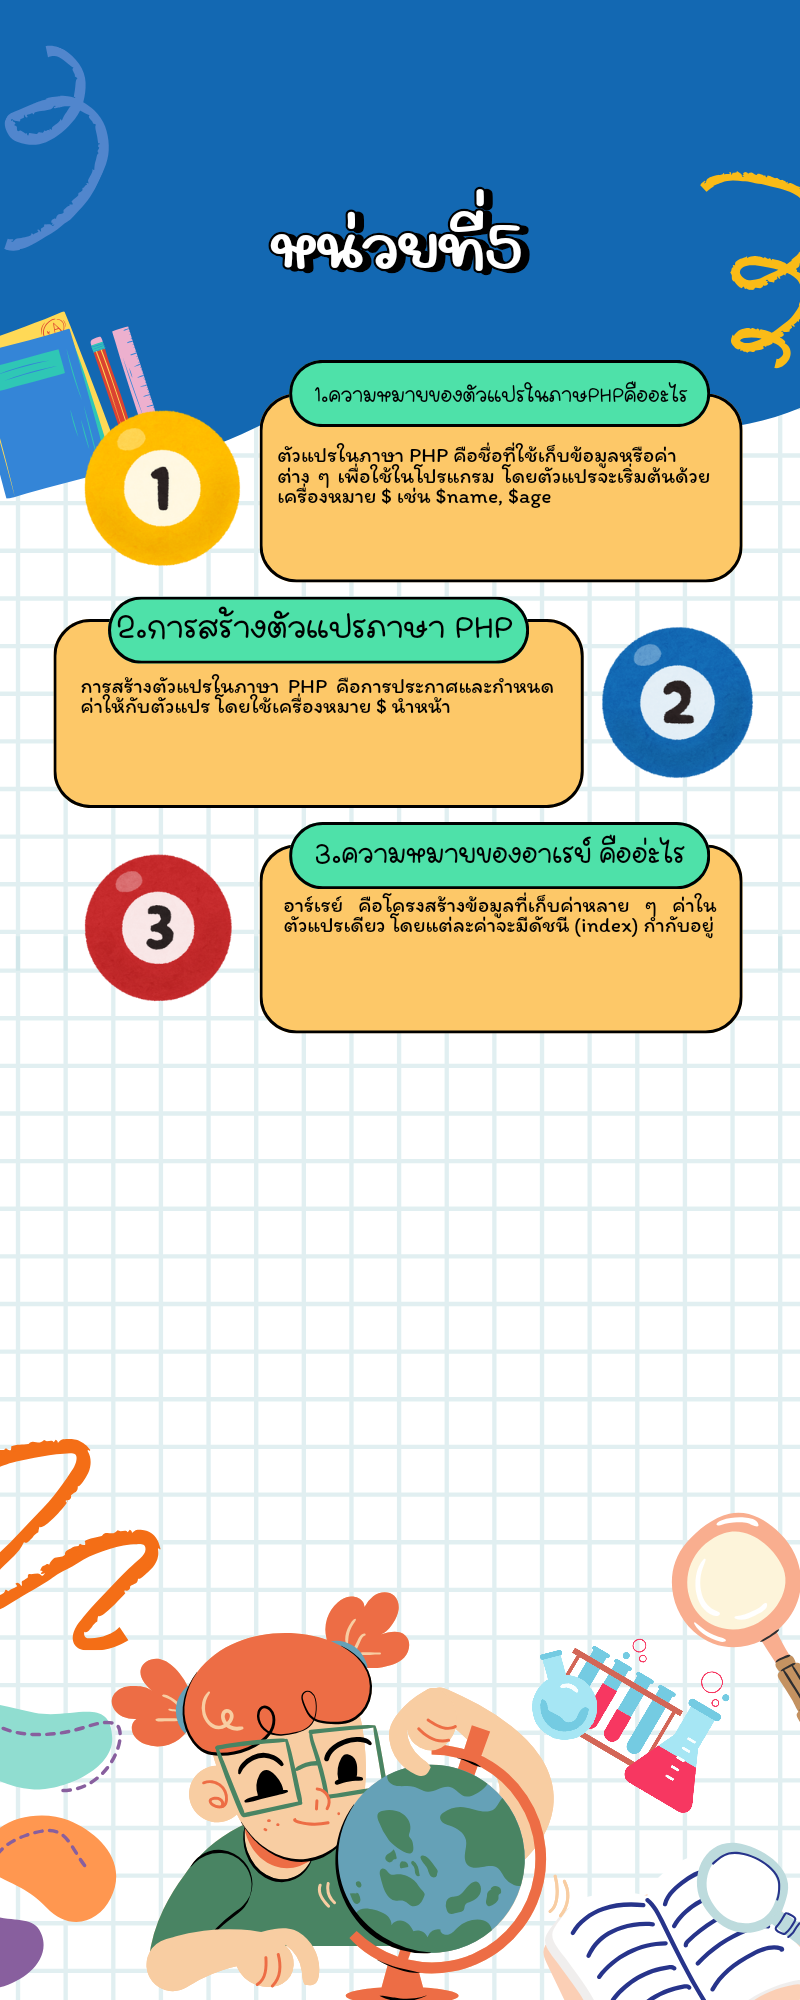 หน่วยที่5
1.ความหมายของตัวแปรในภาษPHPคืออะไร
1
ตัวแปรในภาษา PHP คือชื่อที่ใช้เก็บข้อมูลหรือค่า
ต่าง ๆ เพื่อใช้ในโปรแกรม โดยตัวแปรจะเริ่มต้นด้วย
เครื่องหมาย $ เช่น $name, $age
2.การสร้างตัวแปรภาษา PHP
การสร้างตัวแปรในภาษา PHP คือการประกาศและกำหนด
ค่าให้กับตัวแปร โดยใช้เครื่องหมาย $ นำหน้า
2
3.ความหมายของอาเรย์ คืออ่ะไร
3
อาร์เรย์ คือโครงสร้างข้อมูลที่เก็บค่าหลาย ๆ ค่าใน
ตัวแปรเดียว โดยแต่ละค่าจะมีดัชนี (index) กำกับอยู่